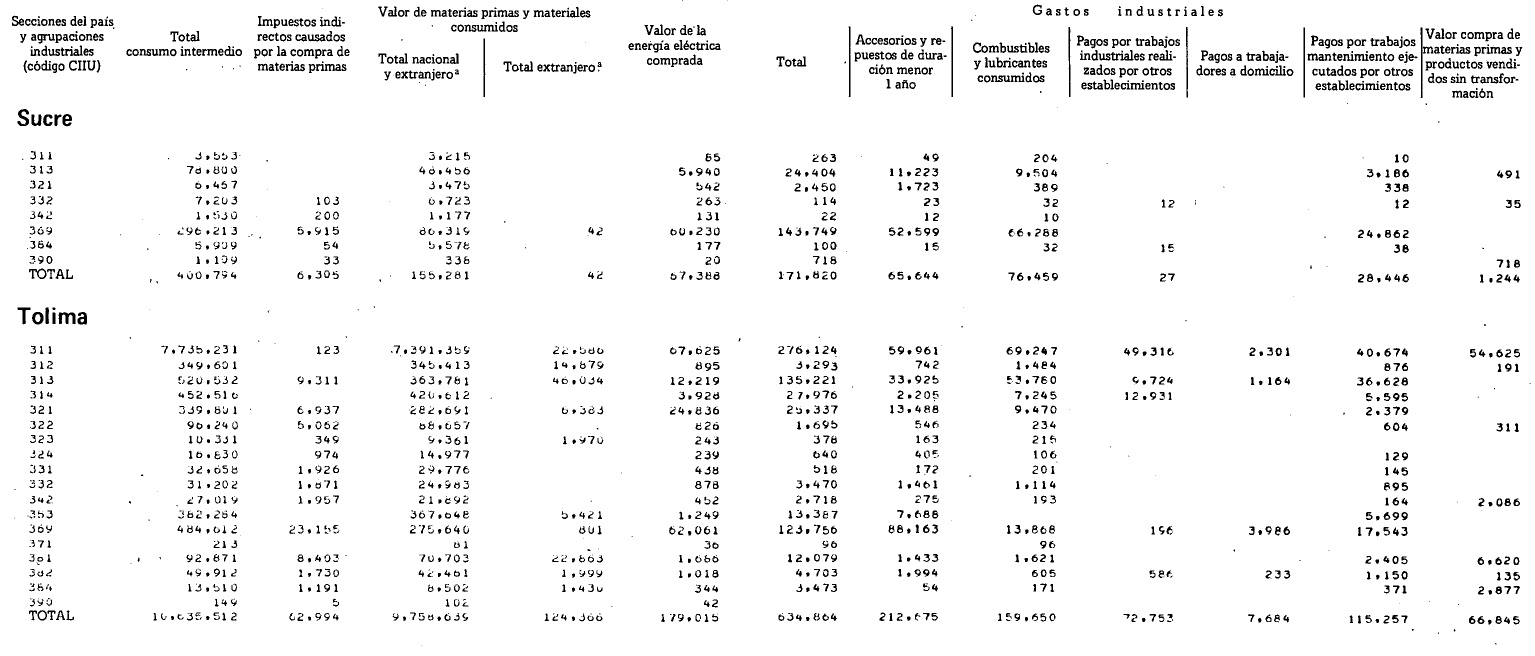 Secciones del país y agrupaciones industriales (código CIIU)
Total consumo intermedio
Impuestos indirectos causados por la compra de materias primas
Valor de materias primas y materiales consumidos
Total nacional y extranjero a
Total extranjero a
Valor de la energía eléctrica comprada
Gastos industriales
Total
Accesorios y repuestos de duración menor 1 año
Combustibles y lubricantes consumidos
Pagos por trabajos industriales realizados por otros establecimientos
Pagos a trabajadores a domicilio
Pagos por trabajos mantenimiento ejecutados por otros establecimientos
Valor compra de materias primas y productos vendidos sin transformación
Sucre
311 3,563 3,215 85 263 49 204 10
313 78,800 48,456 5,940 24,404 11,223 9,504 3,186 491
321 6,467 3,475 542 2,450 1,723 389 338
332 7,203 103 6,723 263 114 23 32 12 12 35
342 1,530 200 1,177 131 22 12 10
369 296,213 5,915 86,319 42 60,230 143,749 52,599 66,288 24,862
384 5,909 54 5,578 177 100 15 32 15 38
390 1,109 33 338 20 718 718
TOTAL 400,794 6,305 155,281 42 67,388 171,820 65,644 76,459 27 28,446 1,244
Tolima
311 7,735,231 123 7,391,359 22,586 67,625 276,124 59,961 69,247 49,316 2,301 40,674 54,625
312 349,601 345,413 14,879 895 3,293 742 1,484 876 191
313 520,532 9,311 363,781 46,034 12,219 135,221 33,925 53,760 9,724 1,164 36,628
314 452,516 420,612 3,928 27,976 2,205 7,245 12,931 5,595
321 339,801 6,937 282,691 6,383 24,836 25,337 13,488 9,470 2,379
322 96,240 5,062 88,657 826 1,695 546 234 604 311
323 10,331 349 9,361 1,970 243 378 163 215
324 16,830 974 14,977 239 640 405 106 129
331 32,658 1,926 29,776 438 518 172 201 145
332 31,202 1,871 24,983 878 3,470 1,461 1,114 895
342 27,019 1,957 21,892 452 2,718 275 193 164 2,086
353 382,284 367,648 5,421 1,249 13,387 7,688 5,699
369 484,612 23,155 275,640 801 62,061 123,756 88,163 13,868 196 3,986 17,543
371 213 81 36 96 96
381 92,871 8,403 70,703 22,863 1,686 12,079 1,433 1,621 2,405 6,620
382 49,912 1,730 42,461 1,999 1,018 4,703 1,994 605 586 233 1,150 135
384 13,510 1,191 8,502 1,430 344 3,473 54 171 371 2,877
390 149 5 102 42
TOTAL 10,635,512 62,994 9,758,639 124,366 179,015 634,864 212,675 159,650 72,753 7,684 115,257 66,845